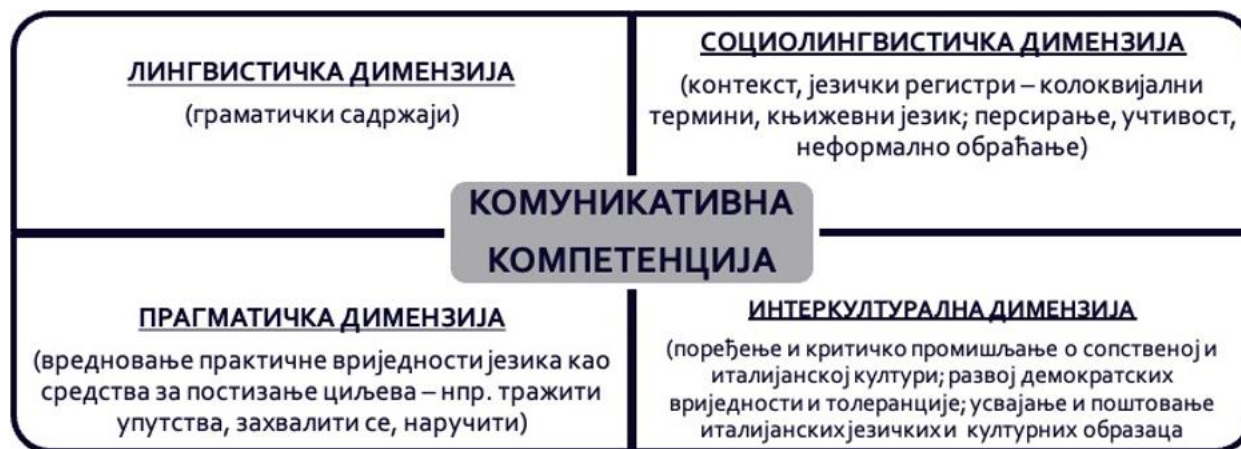 ЛИНГВИСТИЧКА ДИМЕНЗИЈА
(граматички садржаји)
СОЦИОЛИНГВИСТИЧКА ДИМЕНЗИЈА
(контекст, језички регистри – колоквијални
термини, књижевни језик; персирање, учтивост,
неформално обраћање)
КОМУНИКАТИВНА
КОМПЕТЕНЦИЈА
ПРАГМАТИЧКА ДИМЕНЗИЈА
(вредновање практичне вриједности језика као
средства за постизање циљева – нпр. тражити
упутства, захвалити се, наручити)
ИНТЕРКУЛТУРАЛНА ДИМЕНЗИЈА
(поређење и критичко промишљање о сопственој и
италијанској култури; развој демократских
вриједности и толеранције; усвајање и поштовање
италијанских језичких и културних образаца